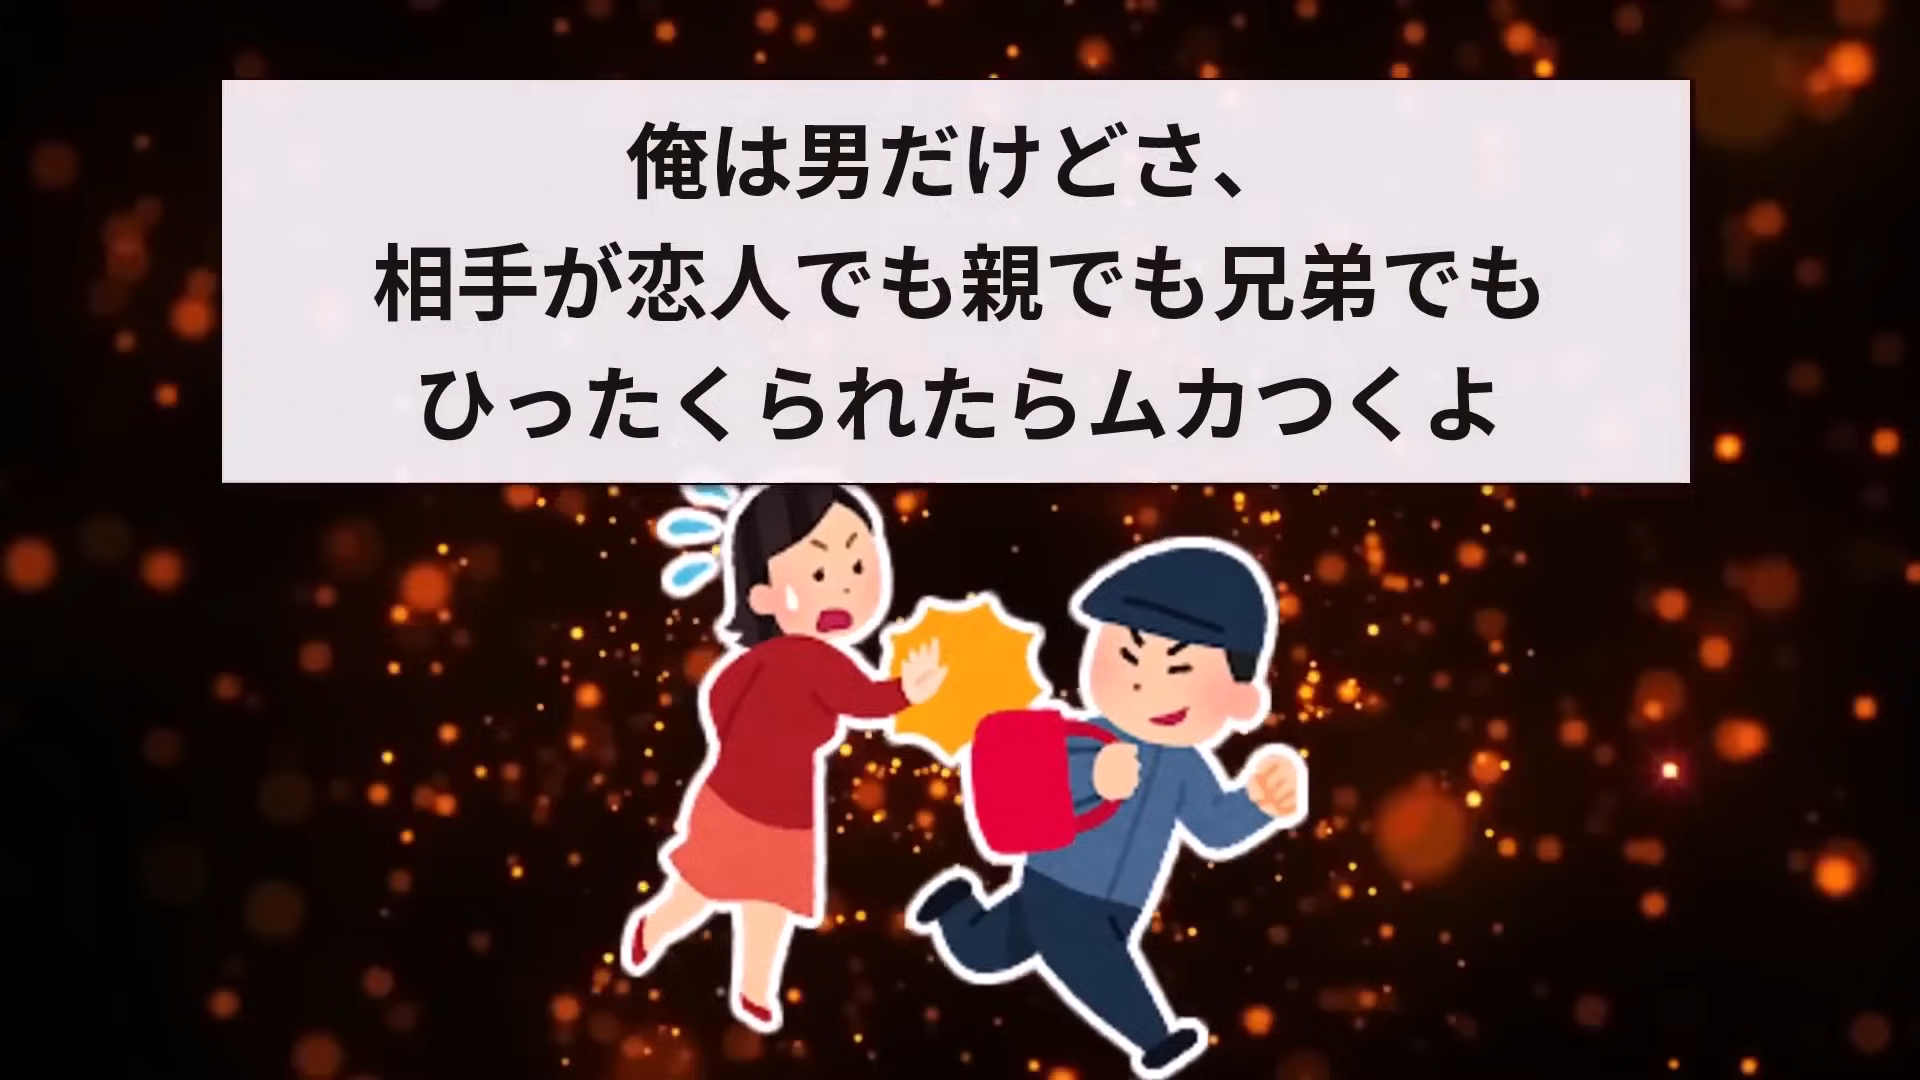 俺は男だけどさ、
相手が恋人でも親でも兄弟でも
ひったくられたらムカつくよ